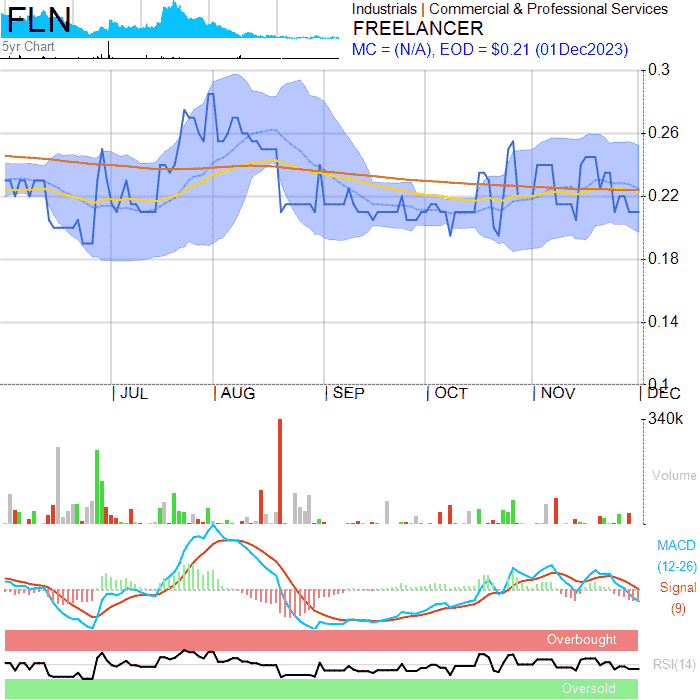 FLN
Industrials | Commercial & Professional Services
FREELANCER
5yr Chart
MC = (N/A), EOD = $0.21 (01Dec2023)
0.3
0.26
0.22
0.18
0.14
0.1
JUL AUG SEP OCT NOV DEC
340k
Volume
MACD
(12-26)
Signal
(9)
Overbought
RSI(14)
Oversold